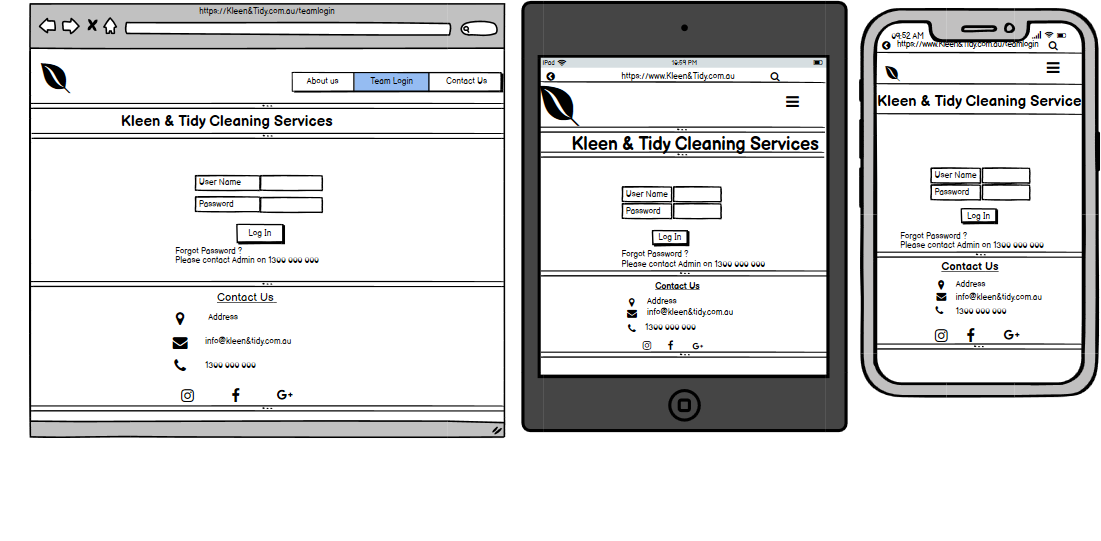 https://Kleen&Tidy.com.au/teamlogin
About us
Team Login
Contact Us
Kleen & Tidy Cleaning Services
User Name
Password
Log In
Forgot Password ?
Please contact Admin on 1300 000 000
Contact Us
Address
info@kleen&tidy.com.au
1300 000 000
G+
iPad
16:59 PM
https://www.Kleen&Tidy.com.au
Kleen & Tidy Cleaning Services
User Name
Password
Log In
Forgot Password ?
Please contact Admin on 1300 000 000
Contact Us
Address
info@kleen&tidy.com.au
1300 000 000
G+
09:52 AM
https://www.Kleen&Tidy.com.au/teamlogin
Kleen & Tidy Cleaning Service
User Name
Password
Log In
Forgot Password ?
Please contact Admin on 1300 000 000
Contact Us
Address
info@kleen&tidy.com.au
1300 000 000
G+